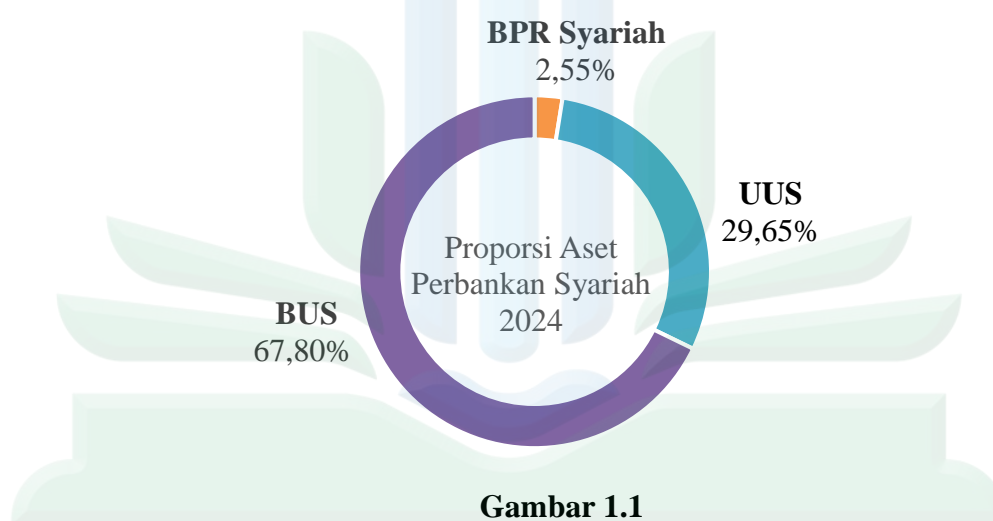 BPR Syariah
2,55%
UUS
29,65%
Proporsi Aset
Perbankan Syariah
2024
BUS
67,80%
Gambar 1.1